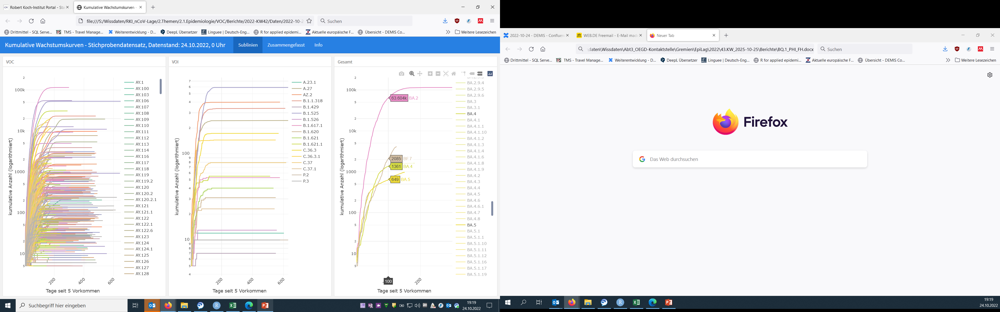 Robert Koch-Institut Portal - Sta
Kumulative Wachstumskurven -
file:///S:/Wissdaten/RKI_nCoV-Lage/2.Themen/2.1.Epidemiologie/VOC/Berichte/2022-KW42/Daten/2022-10-2
Suchen
Drittmittel - SQL Serve...
TMS - Travel Manage...
Weiterentwicklung - D...
DeepL Übersetzer
Linguee | Deutsch-Eng...
R for applied epidemi...
Aktuelle europäische F...
Übersicht - DEMIS Co...
Weitere Lesezeichen
Kumulative Wachstumskurven - Stichprobendatensatz, Datenstand: 24.10.2022, 0 Uhr
Sublinien
Zusammengefasst
Info
VOC
kumulative Anzahl (logarithmiert)
2
100k
5
2
10k
5
2
1000
5
2
100
5
2
10
5
200
400
600
Tage seit 5 Vorkommen
AY.1
AY.100
AY.103
AY.106
AY.107
AY.108
AY.109
AY.110
AY.111
AY.112
AY.113
AY.114
AY.116
AY.117
AY.118
AY.119
AY.119.2
AY.120
AY.120.2
AY.120.2.1
AY.121
AY.121.1
AY.122
AY.122.1
AY.122.6
AY.123
AY.124
AY.124.1
AY.125
AY.126
AY.127
AY.128
VOI
kumulative Anzahl (logarithmiert)
7
6
5
4
3
2
100
9
8
7
6
5
4
3
2
10
9
8
7
6
5
4
200
400
600
Tage seit 5 Vorkommen
A.23.1
A.27
AZ.2
B.1.1.318
B.1.429
B.1.525
B.1.526
B.1.617.1
B.1.620
B.1.621
B.1.621.1
C.36.3
C.36.3.1
C.37
C.37.1
P.2
P.3
Gesamt
kumulative Anzahl (logarithmiert)
2
100k
5
2
10k
5
2
1000
5
2
100
5
2
10
5
63.604k BA.2
2085 BF.7
1361 BA.4
649 BA.5
100
200
Tage seit 5 Vorkommen
BA.2.9.4
BA.2.9.5
BA.2.9.6
BA.3
BA.3.1
BA.4
BA.4.1
BA.4.1.1
BA.4.1.10
BA.4.1.2
BA.4.1.3
BA.4.1.4
BA.4.1.6
BA.4.1.8
BA.4.1.9
BA.4.2
BA.4.3
BA.4.4
BA.4.5
BA.4.6
BA.4.6.1
BA.4.7
BA.4.8
BA.5
BA.5.1
BA.5.1.1
BA.5.1.10
BA.5.1.11
BA.5.1.12
BA.5.1.16
BA.5.1.17
BA.5.1.19
Suchbegriff hier eingeben
19:19
24.10.2022
2022-10-24 - DEMIS - Confluen
WEB.DE Freemail - E-Mail made
Neuer Tab
\daten\Wissdaten\Abt3_OEGD-Kontaktstelle\Gremien\EpiLag\2022\43.KW_2025-10-25\Berichte\BQ.1_PHI_FH.docx
Suchen
Drittmittel - SQL Serve...
TMS - Travel Manage...
Weiterentwicklung - D...
DeepL Übersetzer
Linguee | Deutsch-Eng...
R for applied epidemi...
Aktuelle europäische F...
Übersicht - DEMIS Co...
Weitere Lesezeichen
Firefox
Das Web durchsuchen
19:19
24.10.2022